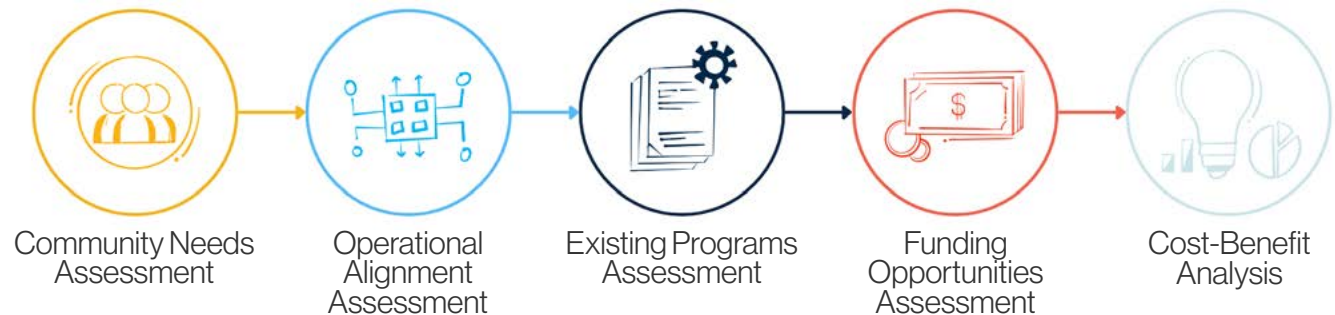 $
Community Needs
Assessment
Operational
Alignment
Assessment
Existing Programs
Assessment
Funding
Opportunities
Assessment
Cost-Benefit
Analysis